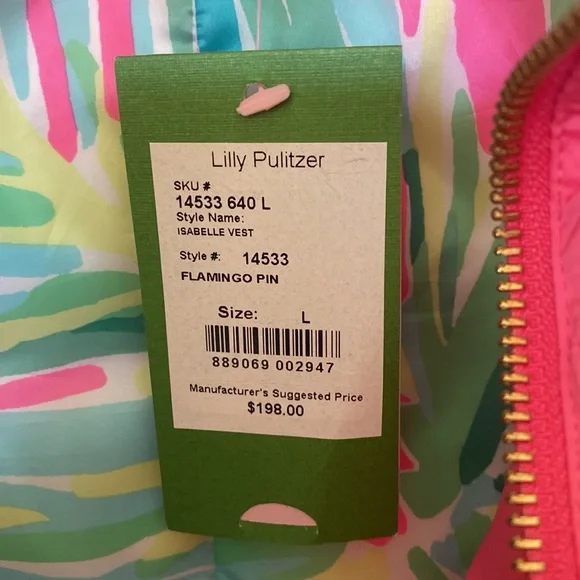 Lilly Pulitzer
SKU #
14533 640 L
Style Name:
ISABELLE VEST
Style #: 14533
FLAMINGO PIN
Size: L
889069 002947
Manufacturer's Suggested Price
$198.00